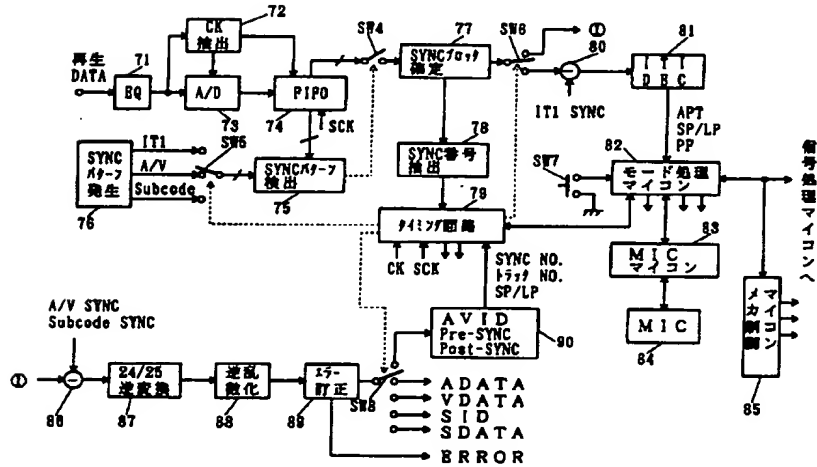 72
CK
検出
再生
DATA
71
EQ
A/D
73
PIPO
74
SCK
SW4
77
SYNCブロック
確定
SW6
①
80
IT1 SYNC
81
ITI
DEC
APT
SP/LP
PP
SYNC
パターン
発生
76
IT1
A/V
Subcode
SW5
SYNCパターン
検出
75
78
SYNC番号
抽出
79
タイミング回路
CK SCK
SYNC NO.
トラック NO.
SP/LP
SW7
82
モード処理
マイコン
信号処理マイコンへ
83
MIC
マイコン
MIC
84
メカ制御
マイコン
85
A/V SYNC
Subcode SYNC
①
86
24/25
逆変換
87
逆乱
数化
88
エラー
訂正
89
SW8
AVID
Pre-SYNC
Post-SYNC
90
ADATA
VDATA
SID
SDATA
ERROR